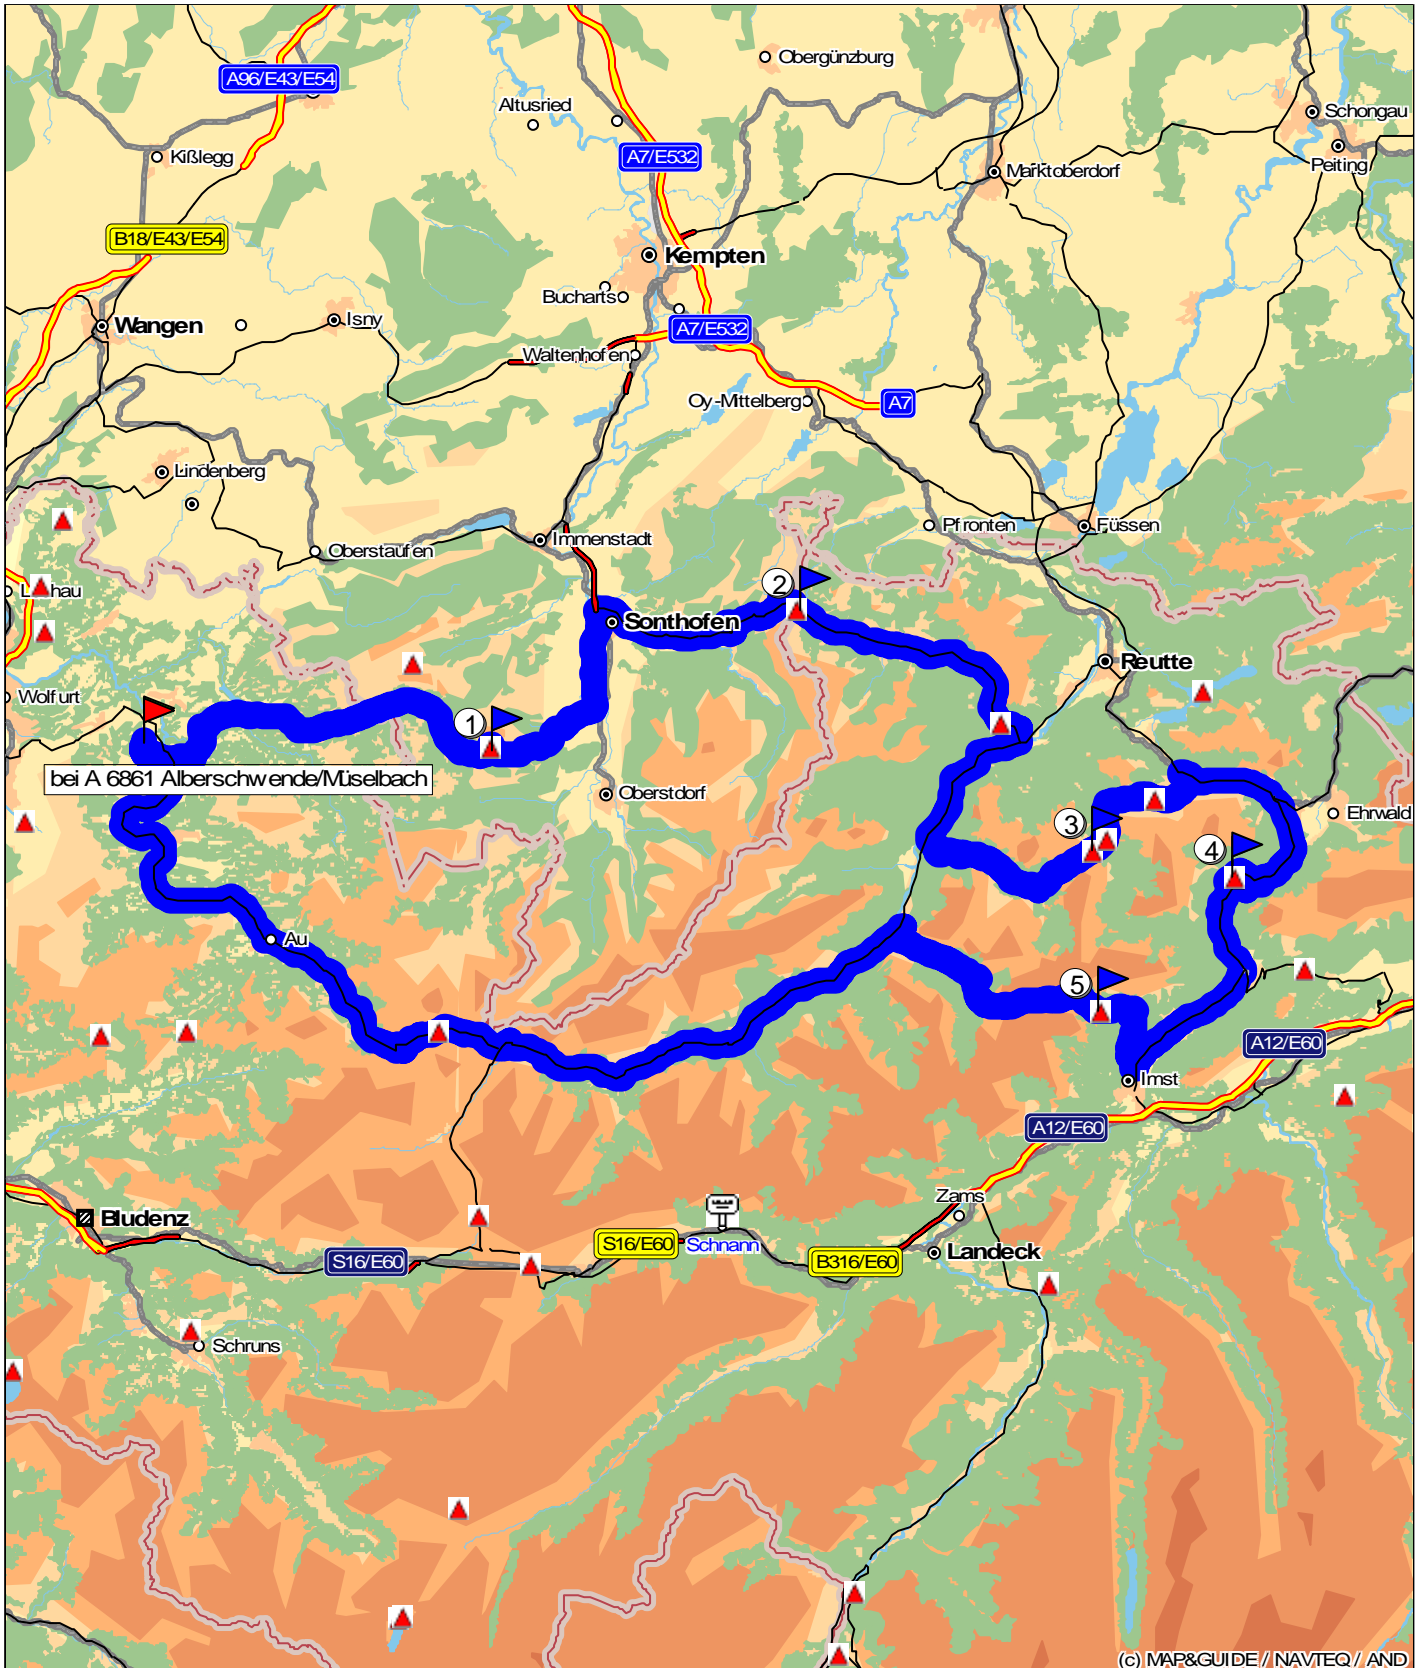 Obergünzburg
A96/E43/E54
Altusried
Schongau
Kißlegg
A7/E532
Peiting
Marktoberdorf
B18/E43/E54
Kempten
Bucharts
Wangen
Isny
A7/E532
Waltenhofen
Oy-Mittelberg
A7
Lindenberg
Pfronten
Füssen
Immenstadt
Oberstaufen
2
Sonthofen
Reutte
Wolfurt
1
bei A 6861 Alberschwende/Müselbach
Oberstdorf
3
Ehrwald
4
Au
5
A12/E60
Imst
A12/E60
Zams
Bludenz
S16/E60
Schnann
Landeck
S16/E60
B316/E60
Schruns
(c) MAP&GUIDE / NAVTEQ / AND